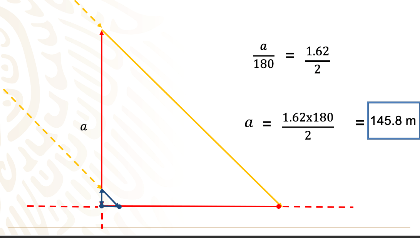 a/180 = 1.62/2
a
a = 1.62x180/2 = 145.8 m